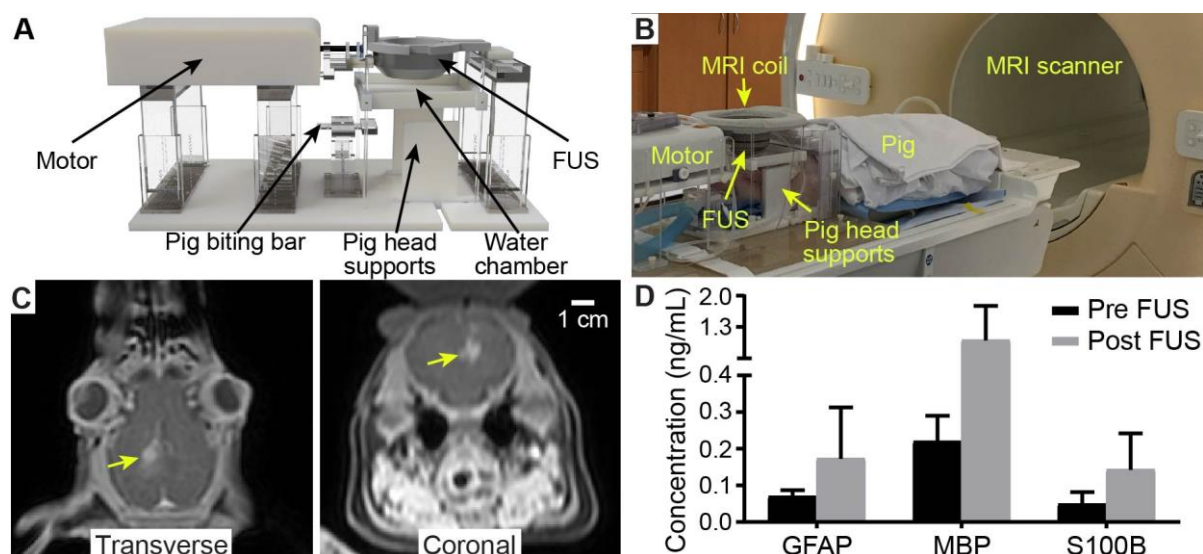 A
Motor
FUS
Pig biting bar
Pig head
supports
Water
chamber
B
MRI coil
MRI scanner
Motor
Pig
FUS
Pig head
supports
C
1 cm
Transverse
Coronal
D
Concentration (ng/mL)
2.0
1.3
0.4
0.3
0.2
0.1
0.0
Pre FUS
Post FUS
GFAP
MBP
S100B